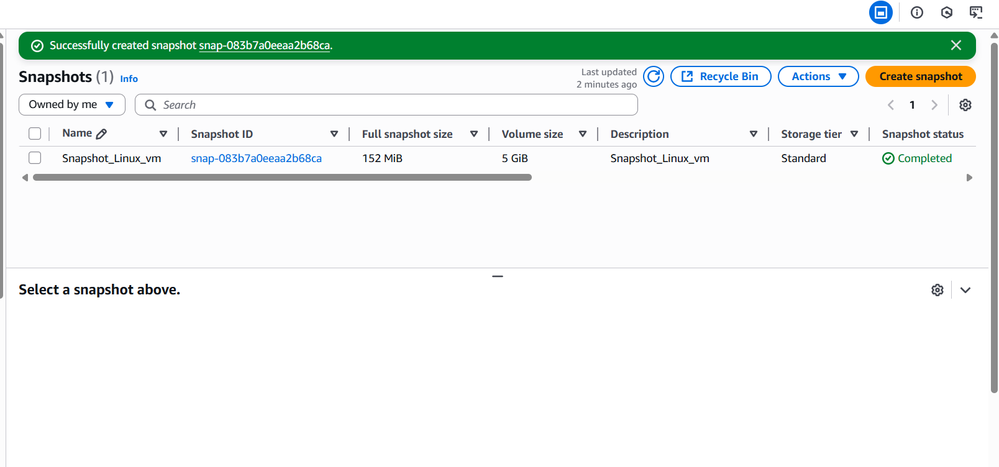 Successfully created snapshot snap-083b7a0eeaa2b68ca.
Snapshots (1) Info
Last updated
2 minutes ago
Recycle Bin
Actions
Create snapshot
Owned by me
Search
1
Name
Snapshot ID
Full snapshot size
Volume size
Description
Storage tier
Snapshot status
Snapshot_Linux_vm
snap-083b7a0eeaa2b68ca
152 MiB
5 GiB
Snapshot_Linux_vm
Standard
Completed
Select a snapshot above.